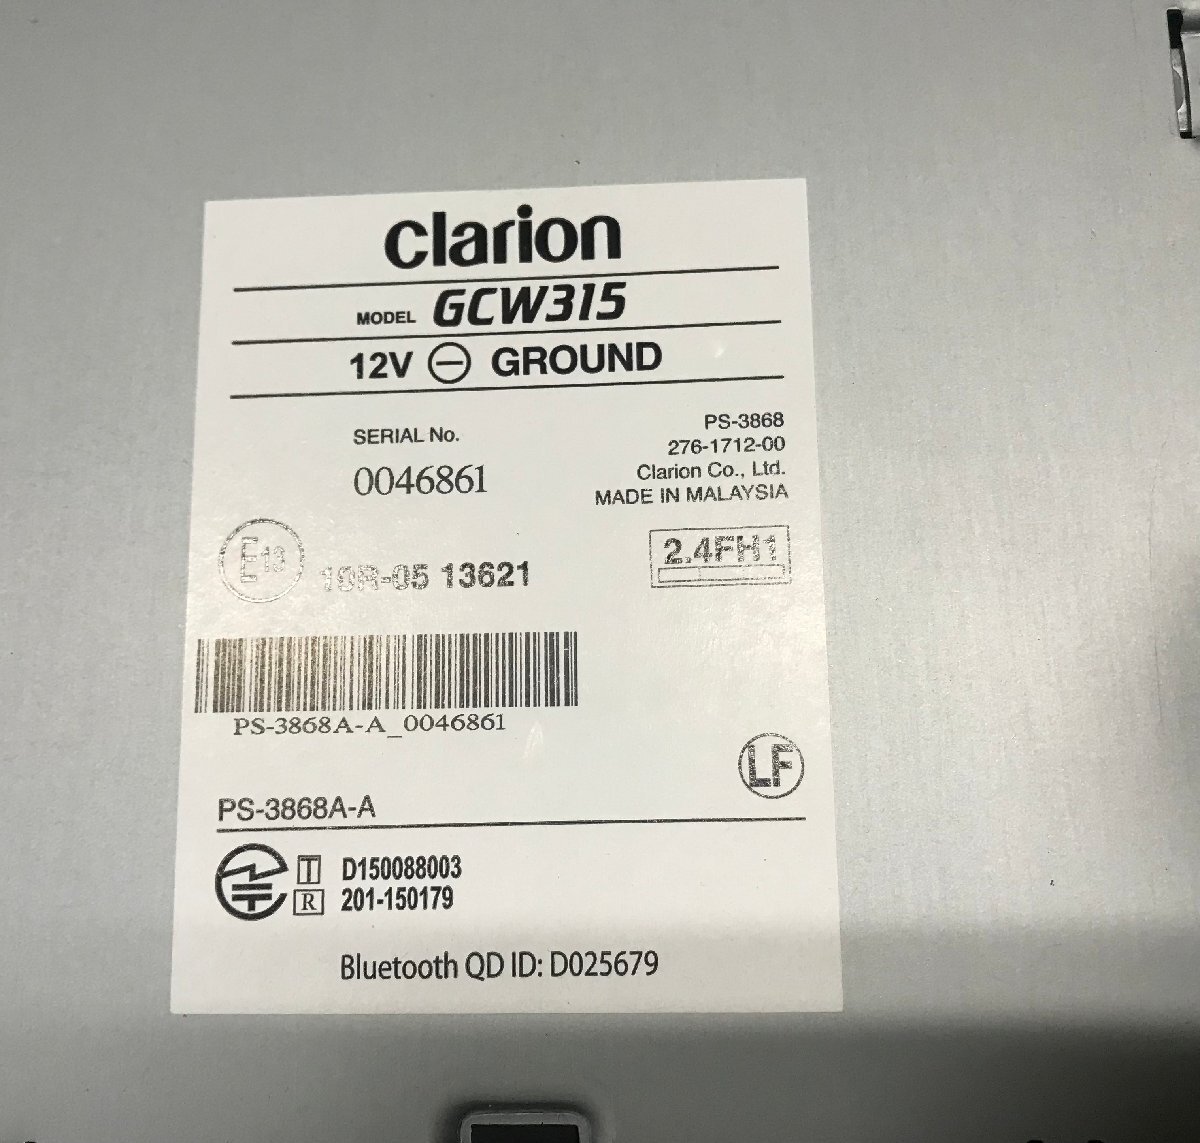 clarion
MODEL GCW315
12V ⊖ GROUND
SERIAL No.
0046861
PS-3868
276-1712-00
Clarion Co., Ltd.
MADE IN MALAYSIA
E13
10R-05 13621
2.4FH1
PS-3868A-A_0046861
LF
PS-3868A-A
T D150088003
R 201-150179
Bluetooth QD ID: D025679